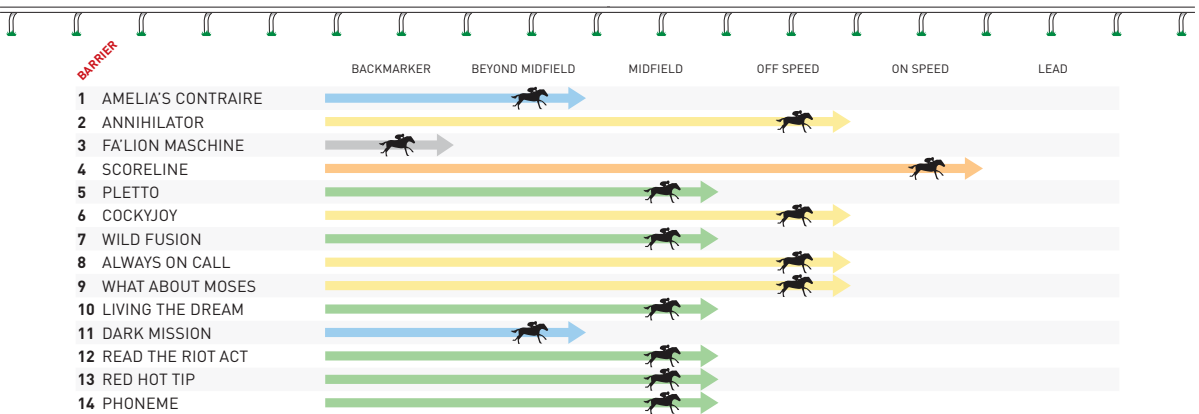 BARRIER
BACKMARKER BEYOND MIDFIELD MIDFIELD OFF SPEED ON SPEED LEAD
1 AMELIA'S CONTRAIRE
2 ANNIHILATOR
3 FA'LION MASCHINE
4 SCORELINE
5 PLETTO
6 COCKYJOY
7 WILD FUSION
8 ALWAYS ON CALL
9 WHAT ABOUT MOSES
10 LIVING THE DREAM
11 DARK MISSION
12 READ THE RIOT ACT
13 RED HOT TIP
14 PHONEME